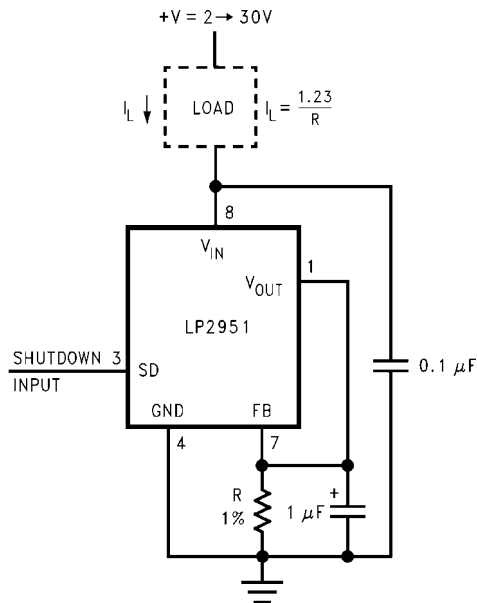 +V = 2 → 30V
I_L ↓
LOAD
I_L = 1.23/R
8
V_IN
1
V_OUT
LP2951
SHUTDOWN 3
INPUT
SD
0.1 μF
GND
FB
4
7
R
1%
+
1 μF